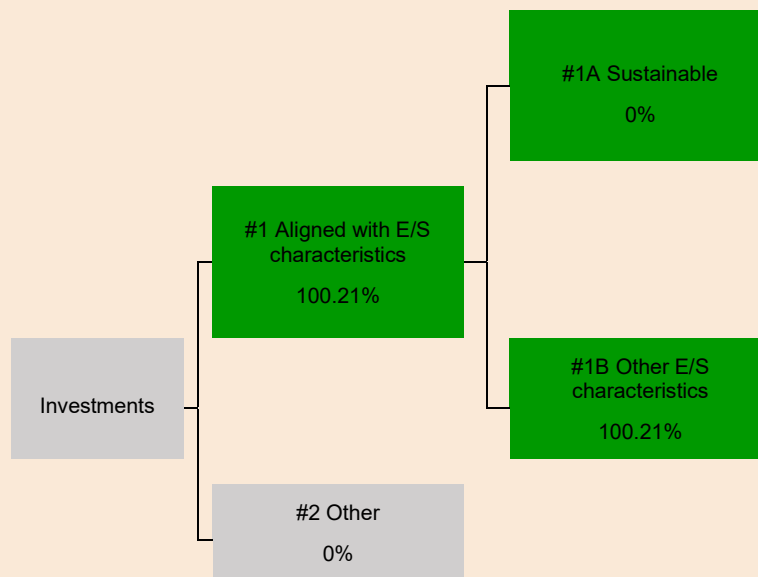 #1A Sustainable
0%
#1 Aligned with E/S
characteristics
100.21%
#1B Other E/S
characteristics
100.21%
Investments
#2 Other
0%